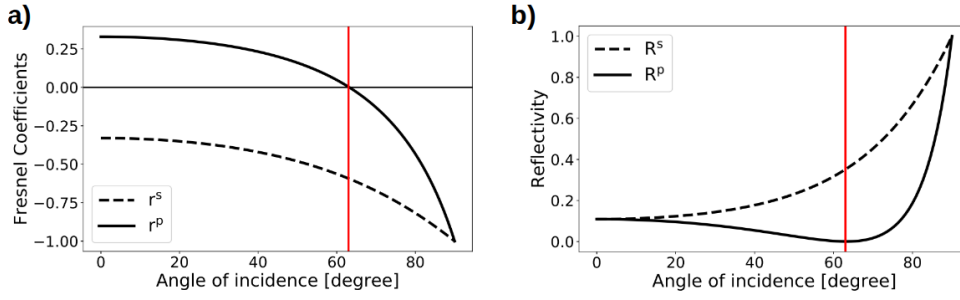 a)
Fresnel Coefficients
0.25
0.00
−0.25
−0.50
−0.75
−1.00
r^s
r^p
0
20
40
60
80
Angle of incidence [degree]
b)
Reflectivity
1.0
0.8
0.6
0.4
0.2
0.0
R^s
R^p
0
20
40
60
80
Angle of incidence [degree]